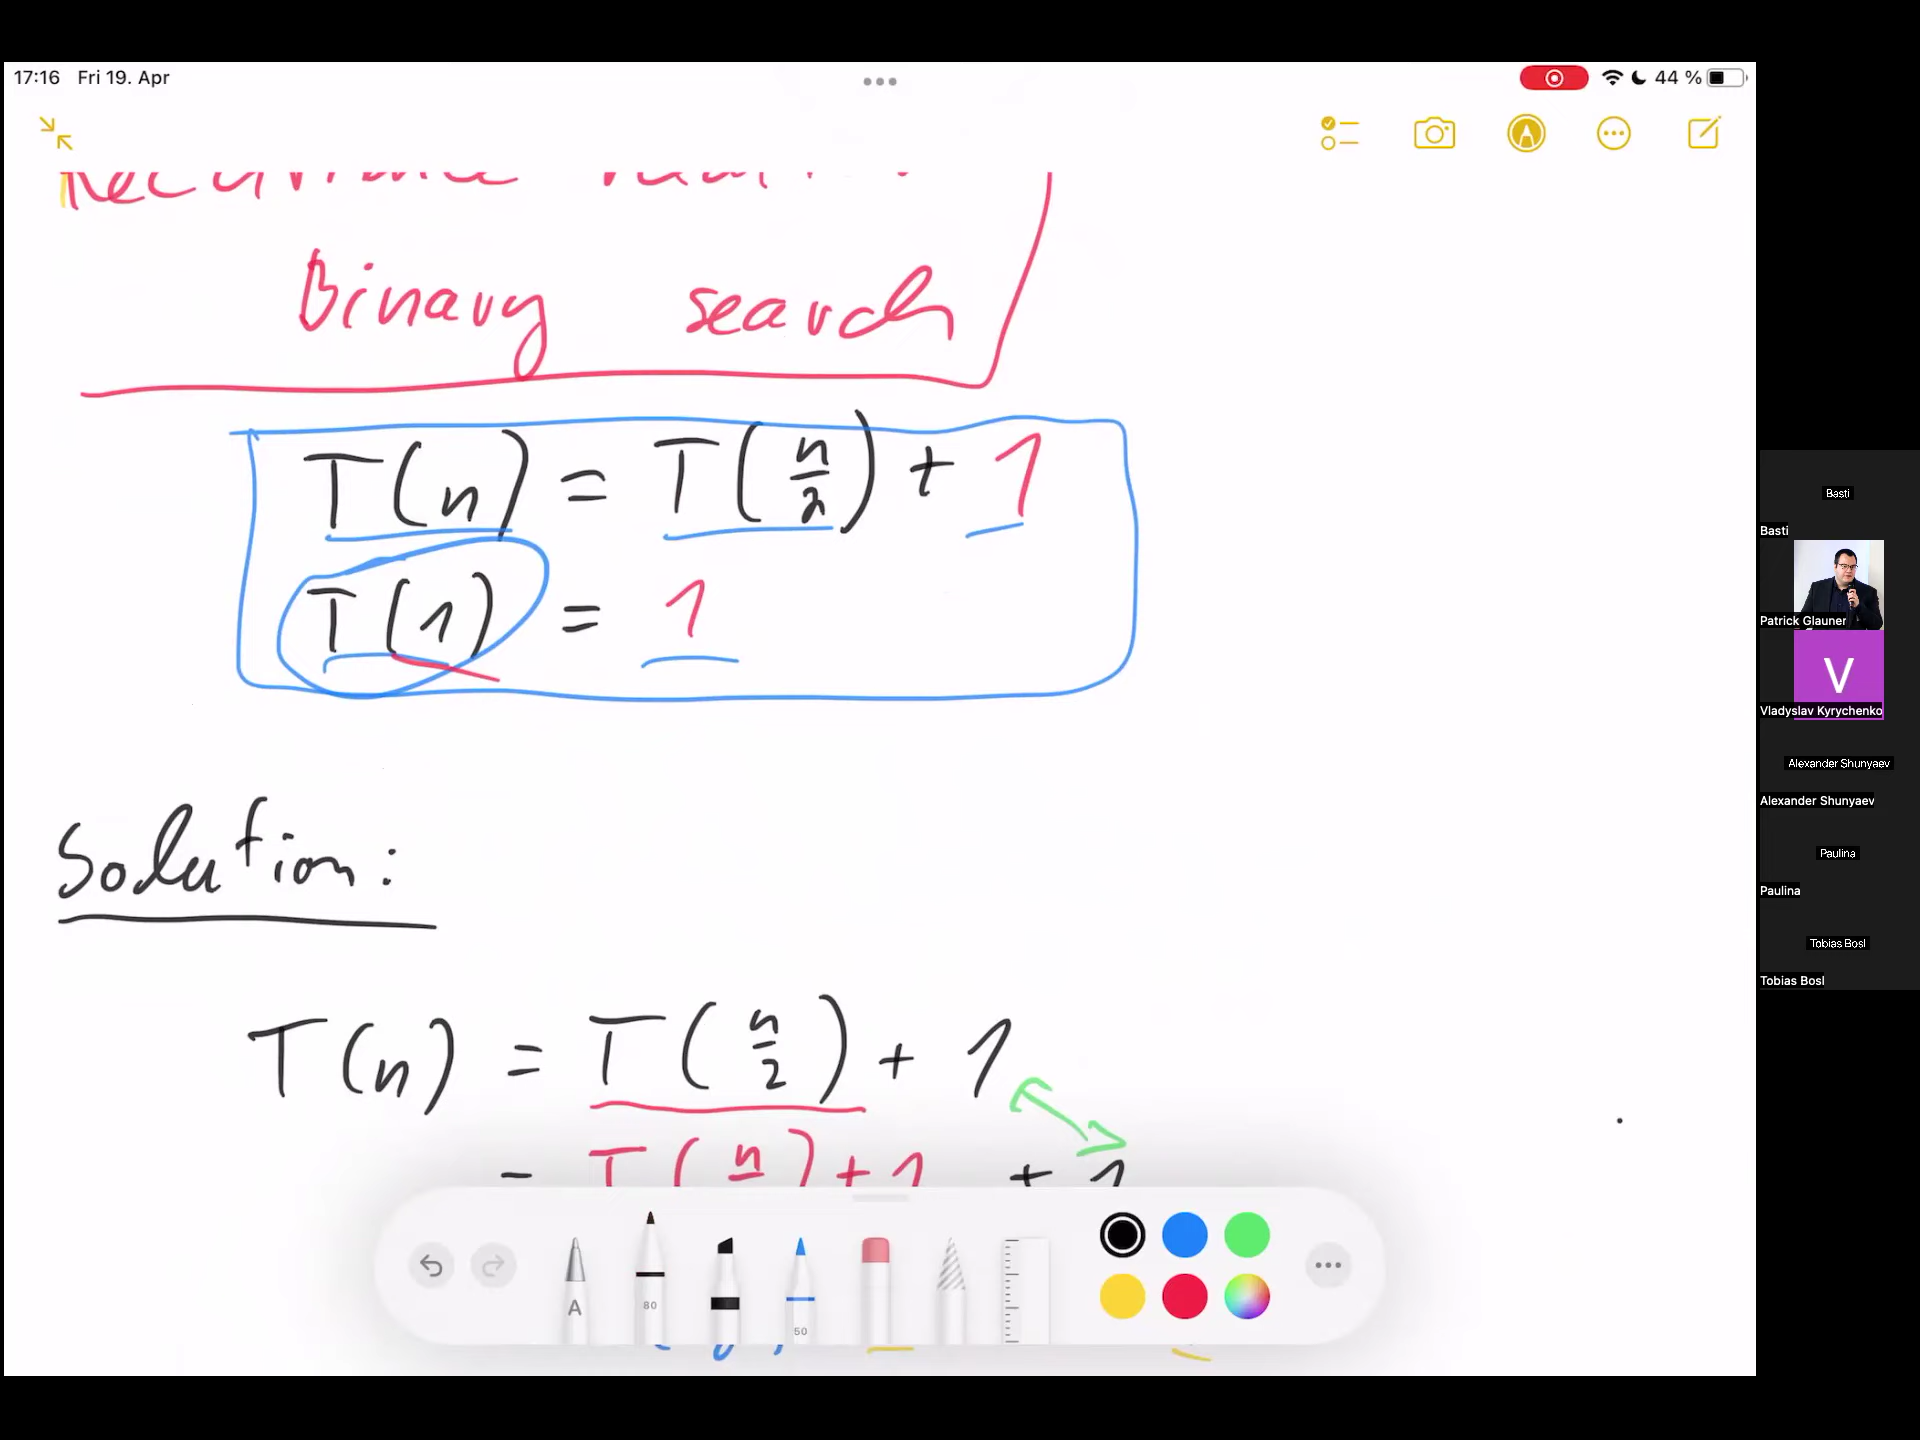 17:16 Fri 19. Apr
44 %
Binary search
T(n) = T(n/2) + 1
T(1) = 1
Solution:
T(n) = T(n/2) + 1
T(n) + 1 + 1
A
80
50
Basti
Basti
Patrick Glauner
V
Vladyslav Kyrychenko
Alexander Shunyaev
Alexander Shunyaev
Paulina
Paulina
Tobias Bosl
Tobias Bosl